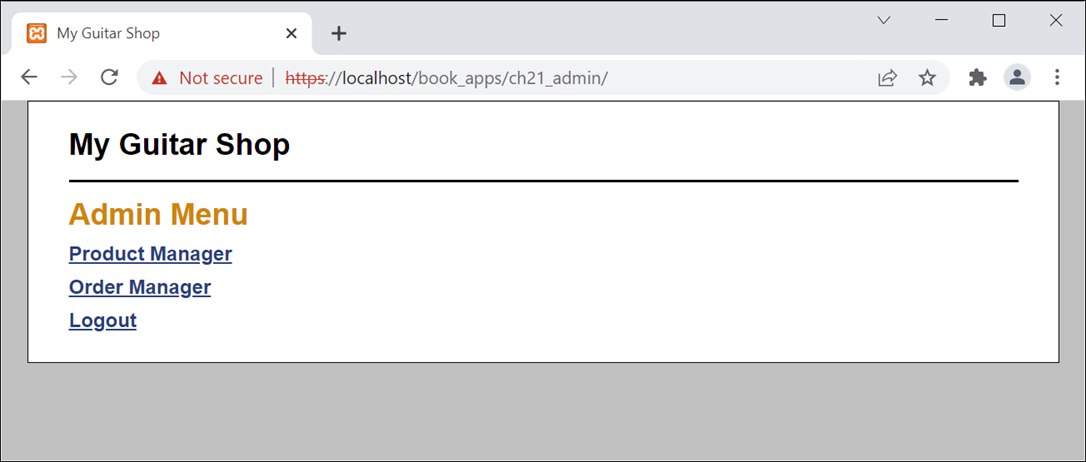 My Guitar Shop
Not secure https://localhost/book_apps/ch21_admin/
My Guitar Shop
Admin Menu
Product Manager
Order Manager
Logout